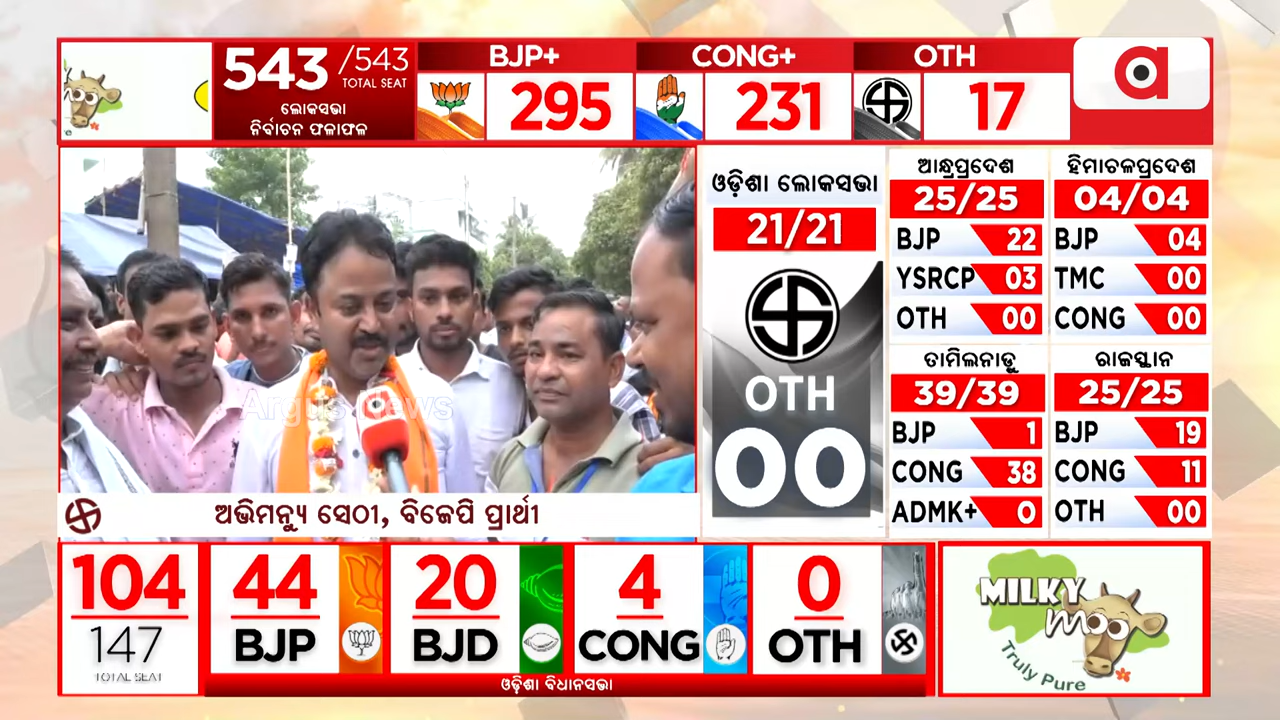 543 /543
TOTAL SEAT
ଲୋକସଭା
ନିର୍ବାଚନ ଫଳାଫଳ
BJP+
295
CONG+
231
OTH
17
a
Argus News
ଅଭିମନ୍ୟୁ ସେଠୀ, ବିଜେପି ପ୍ରାର୍ଥୀ
ଓଡ଼ିଶା ଲୋକସଭା
21/21
OTH
00
ଆନ୍ଧ୍ରପ୍ରଦେଶ
25/25
BJP 22
YSRCP 03
OTH 00
ହିମାଚଳପ୍ରଦେଶ
04/04
BJP 04
TMC 00
CONG 00
ତାମିଲନାଡୁ
39/39
BJP 1
CONG 38
ADMK+ 0
ରାଜସ୍ଥାନ
25/25
BJP 19
CONG 11
OTH 00
104
147
TOTAL SEAT
44
BJP
20
BJD
4
CONG
0
OTH
ଓଡ଼ିଶା ବିଧାନସଭା
MILKY
moo
Truly Pure